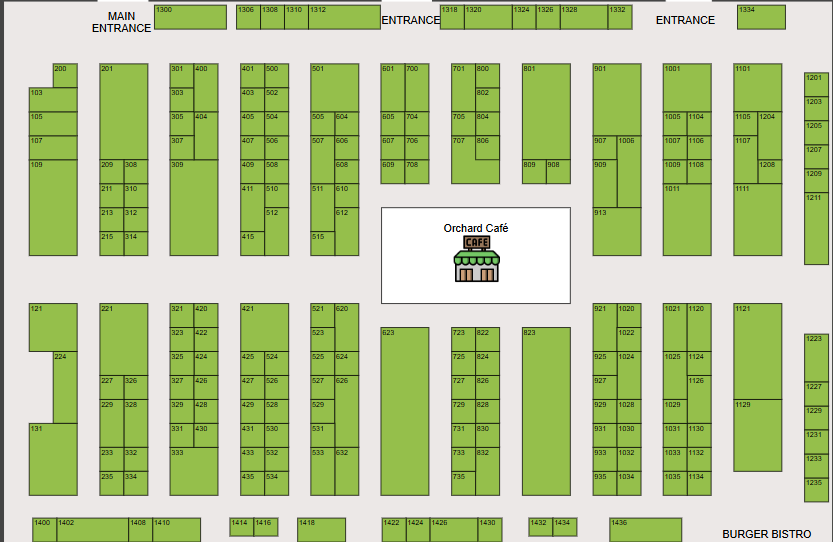 MAIN
ENTRANCE
1300
1306 1308 1310 1312
ENTRANCE
1318 1320 1324 1326 1328 1332
ENTRANCE
1334
200 201 301 400 401 500 501 601 700 701 800 801 901 1001 1101 1201
103 303 403 502 802 1203
105 305 404 405 504 505 604 605 704 705 804 1005 1104 1105 1204 1205
107 307 407 506 507 606 607 706 707 806 907 1006 1007 1106 1107 1207
109 209 308 309 409 508 608 609 708 809 908 909 1009 1108 1208 1209
211 310 411 510 511 610 1011 1111 1211
213 312 512 612 913
215 314 415 515
Orchard Café
CAFE
121 221 321 420 421 521 620 921 1020 1021 1120 1121
323 422 523 623 723 822 823 1022 1223
224 325 424 425 524 525 624 725 824 925 1024 1025 1124
227 326 327 426 427 526 527 626 727 826 927 1126 1227
229 328 329 428 429 528 529 729 828 929 1028 1029 1129 1229
131 331 430 431 530 531 731 830 931 1030 1031 1130 1231
233 332 333 433 532 533 632 733 832 933 1032 1033 1132 1233
235 334 435 534 735 935 1034 1035 1134 1235
1400 1402 1408 1410 1414 1416 1418 1422 1424 1426 1430 1432 1434 1436
BURGER BISTRO